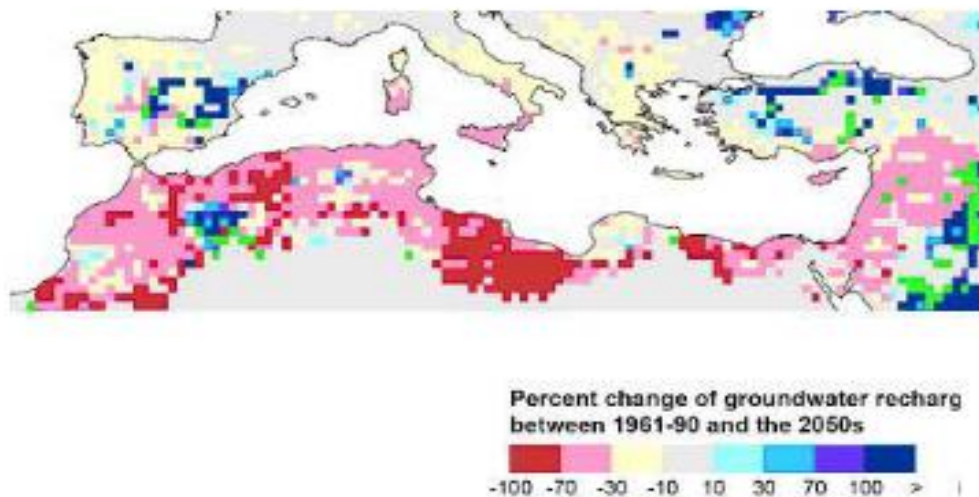 Percent change of groundwater recharg
between 1961-90 and the 2050s
-100 -70 -30 -10 10 30 70 100 >